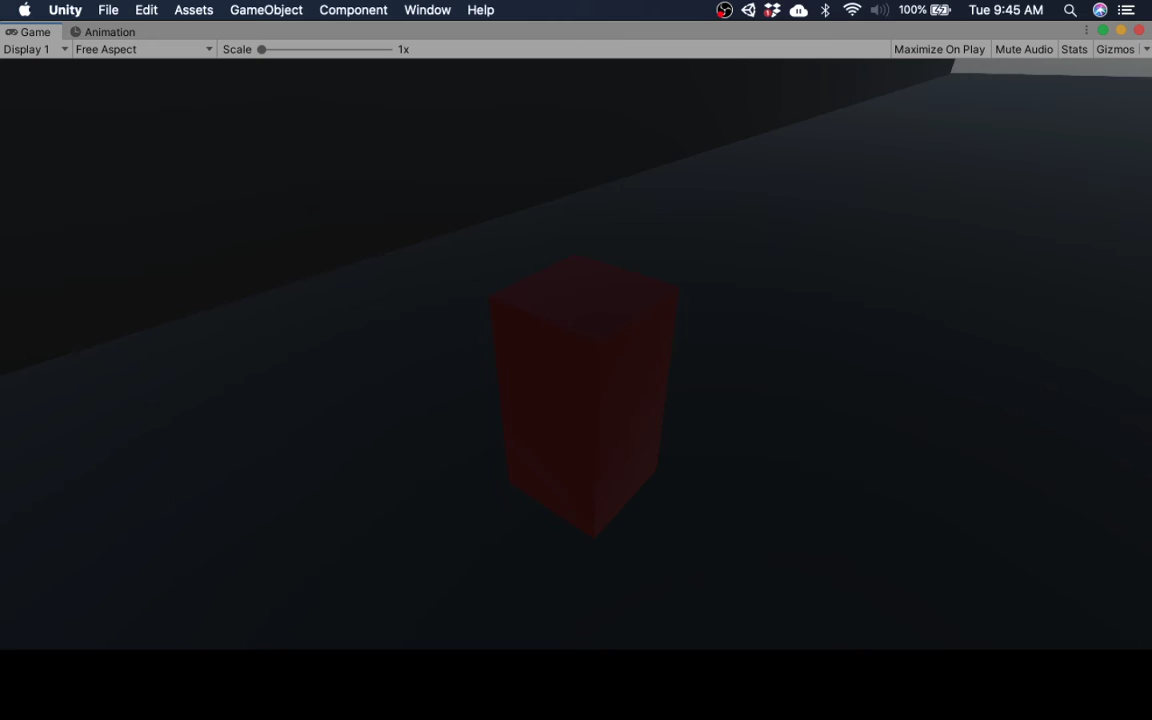 Unity File Edit Assets GameObject Component Window Help 100% Tue 9:45 AM
Game Animation
Display 1 Free Aspect Scale 1x Maximize On Play Mute Audio Stats Gizmos